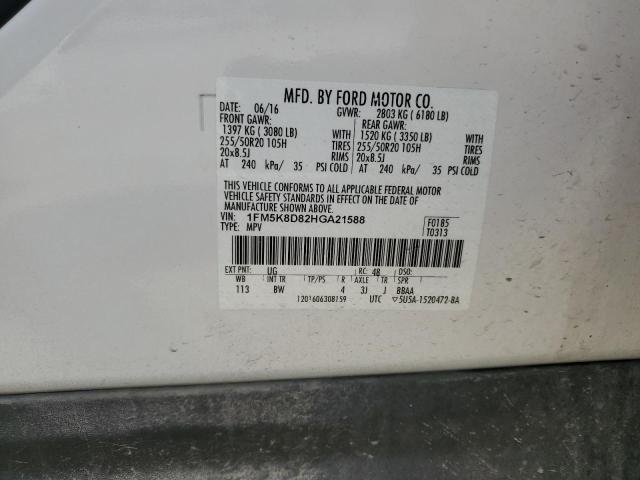 MFD. BY FORD MOTOR CO.
DATE: 06/16 GVWR: 2803 KG ( 6180 LB)
FRONT GAWR: REAR GAWR:
1397 KG ( 3080 LB) WITH 1520 KG ( 3350 LB) WITH
255/50R20 105H TIRES 255/50R20 105H TIRES
20x8.5J RIMS 20x8.5J RIMS
AT 240 kPa/ 35 PSI COLD AT 240 kPa/ 35 PSI COLD
THIS VEHICLE CONFORMS TO ALL APPLICABLE FEDERAL MOTOR
VEHICLE SAFETY STANDARDS IN EFFECT ON THE DATE OF
MANUFACTURE SHOWN ABOVE.
VIN: 1FM5K8D82HGA21588 F0185
TYPE: MPV T0313
EXT PNT: UG RC: 48 DSO:
WB INT TR TP/PS R AXLE TR SPR
113 BW 4 3J J BBAA
1201606308159 UTC ▽5U5A-1520472-BA